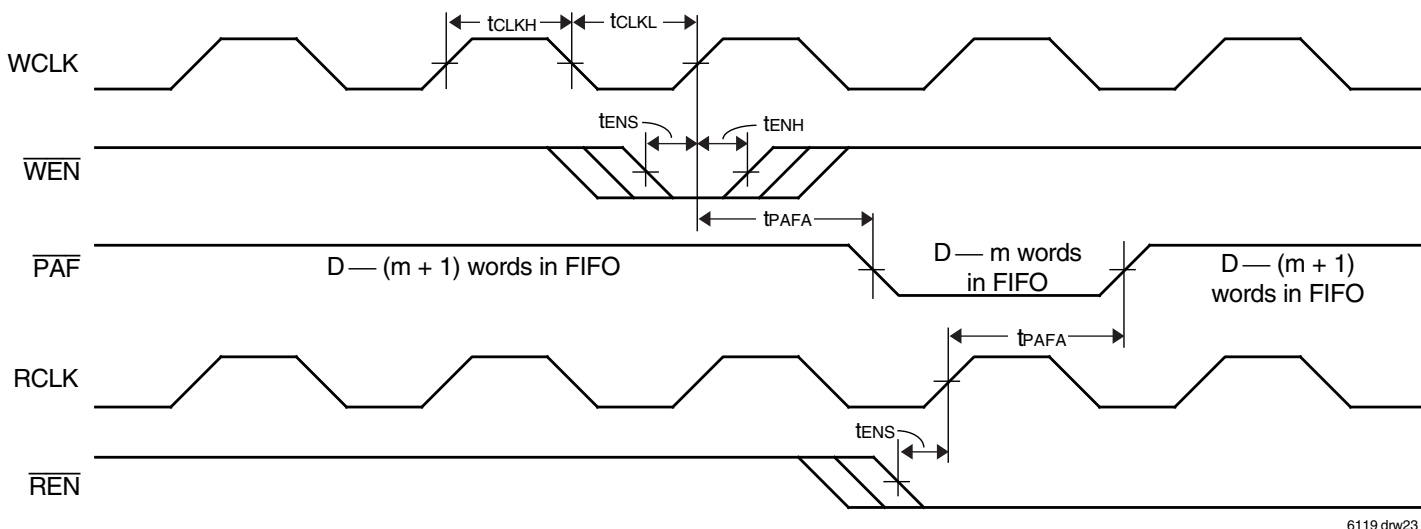 tCLKH tCLKL
WCLK
tENS tENH
WEN
tPAFA
PAF
D — (m + 1) words in FIFO
D — m words
in FIFO
D — (m + 1)
words in FIFO
tPAFA
RCLK
tENS
REN
6119 drw23